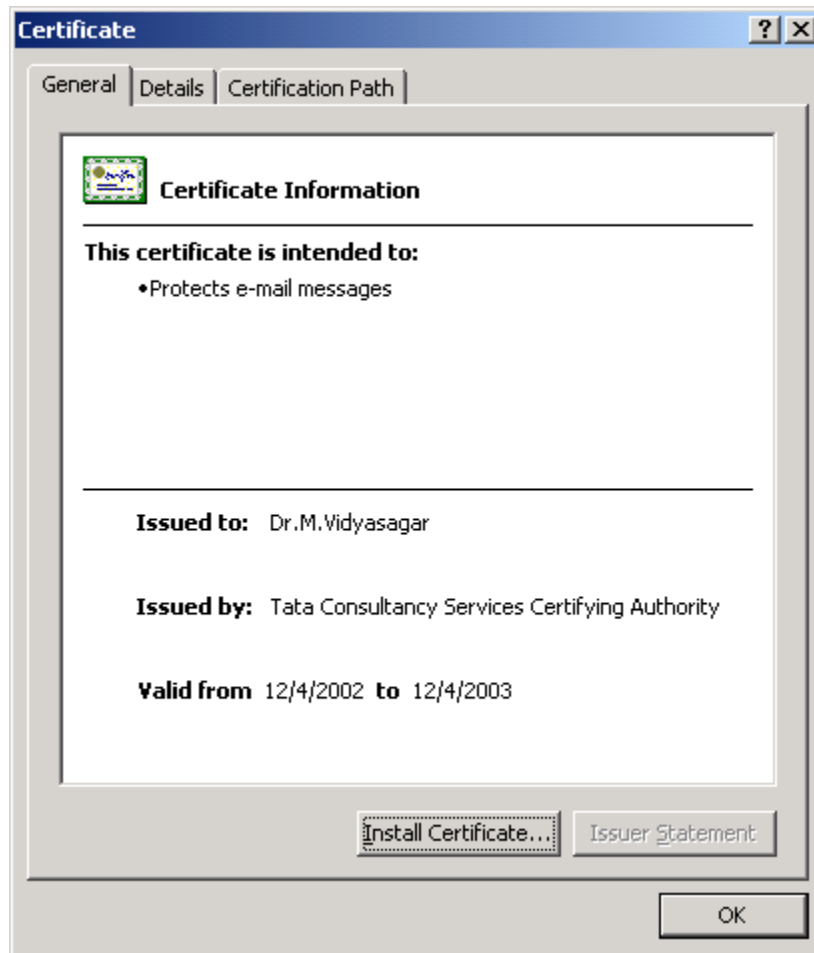 Certificate
General Details Certification Path
Certificate Information
This certificate is intended to:
•Protects e-mail messages
Issued to: Dr.M.Vidyasagar
Issued by: Tata Consultancy Services Certifying Authority
Valid from 12/4/2002 to 12/4/2003
Install Certificate... Issuer Statement
OK